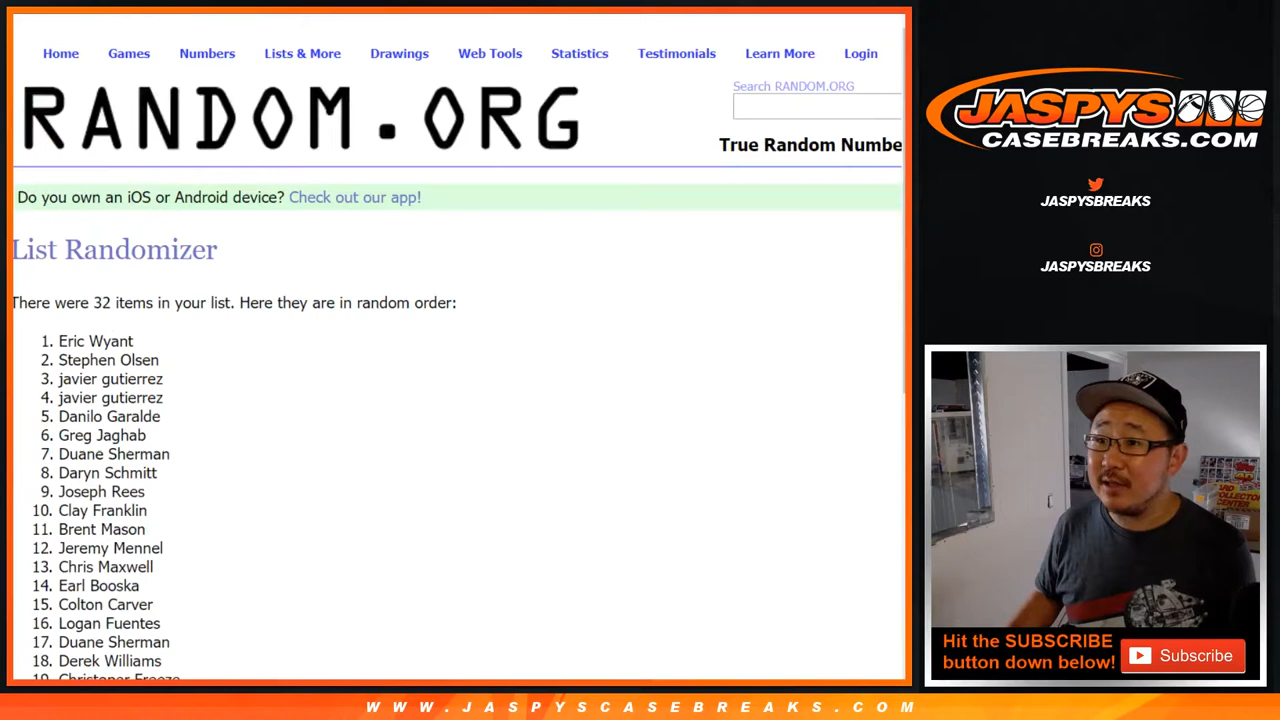 Home Games Numbers Lists & More Drawings Web Tools Statistics Testimonials Learn More Login
RANDOM.ORG
Search RANDOM.ORG
True Random Numbe
Do you own an iOS or Android device? Check out our app!
List Randomizer
There were 32 items in your list. Here they are in random order:
1. Eric Wyant
2. Stephen Olsen
3. javier gutierrez
4. javier gutierrez
5. Danilo Garalde
6. Greg Jaghab
7. Duane Sherman
8. Daryn Schmitt
9. Joseph Rees
10. Clay Franklin
11. Brent Mason
12. Jeremy Mennel
13. Chris Maxwell
14. Earl Booska
15. Colton Carver
16. Logan Fuentes
17. Duane Sherman
18. Derek Williams
19. Christoper Freeze
JASPYS
CASEBREAKS.COM
JASPYSBREAKS
JASPYSBREAKS
Topps
COLLECTOR
CENTER
Hit the SUBSCRIBE
button down below!
Subscribe
WWW.JASPYSCASEBREAKS.COM